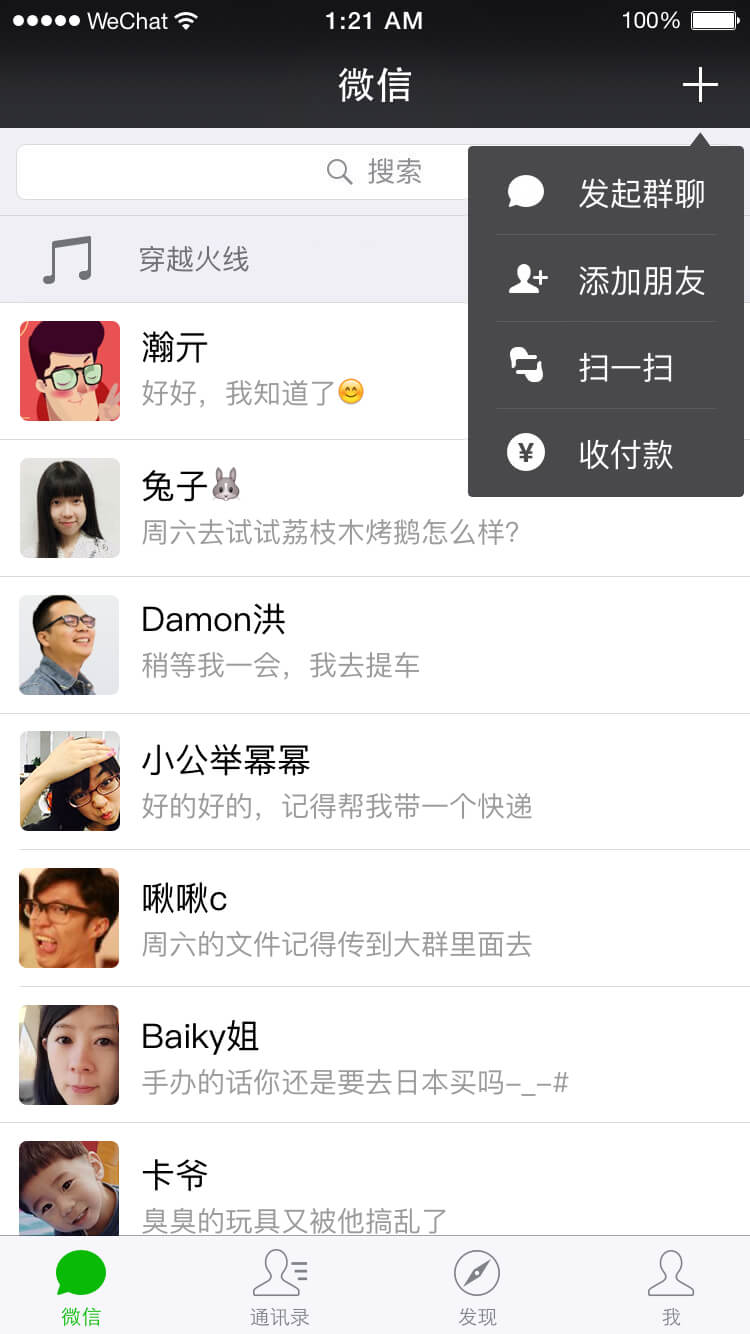 WeChat 1:21 AM 100%
微信
搜索
穿越火线
发起群聊
添加朋友
扫一扫
收付款
瀚亓
好好，我知道了😊
兔子🐰
周六去试试荔枝木烤鹅怎么样？
Damon洪
稍等我一会，我去提车
小公举幂幂
好的好的，记得帮我带一个快递
啾啾c
周六的文件记得传到大群里面去
Baiky姐
手办的话你还是要去日本买吗-_-#
卡爷
臭臭的玩具又被他搞乱了
微信 通讯录 发现 我